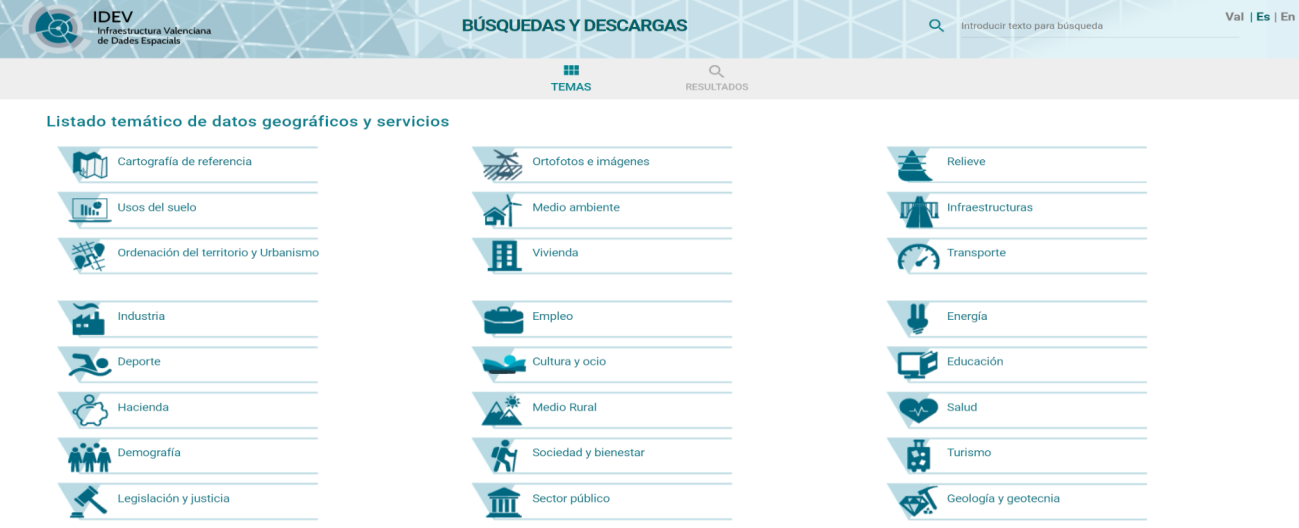 IDEV
Infraestructura Valenciana
de Dades Espacials
BÚSQUEDAS Y DESCARGAS
Introducir texto para búsqueda
Val | Es | En
TEMAS
RESULTADOS
Listado temático de datos geográficos y servicios
Cartografía de referencia
Ortofotos e imágenes
Relieve
Usos del suelo
Medio ambiente
Infraestructuras
Ordenación del territorio y Urbanismo
Vivienda
Transporte
Industria
Empleo
Energía
Deporte
Cultura y ocio
Educación
Hacienda
Medio Rural
Salud
Demografía
Sociedad y bienestar
Turismo
Legislación y justicia
Sector público
Geología y geotecnia